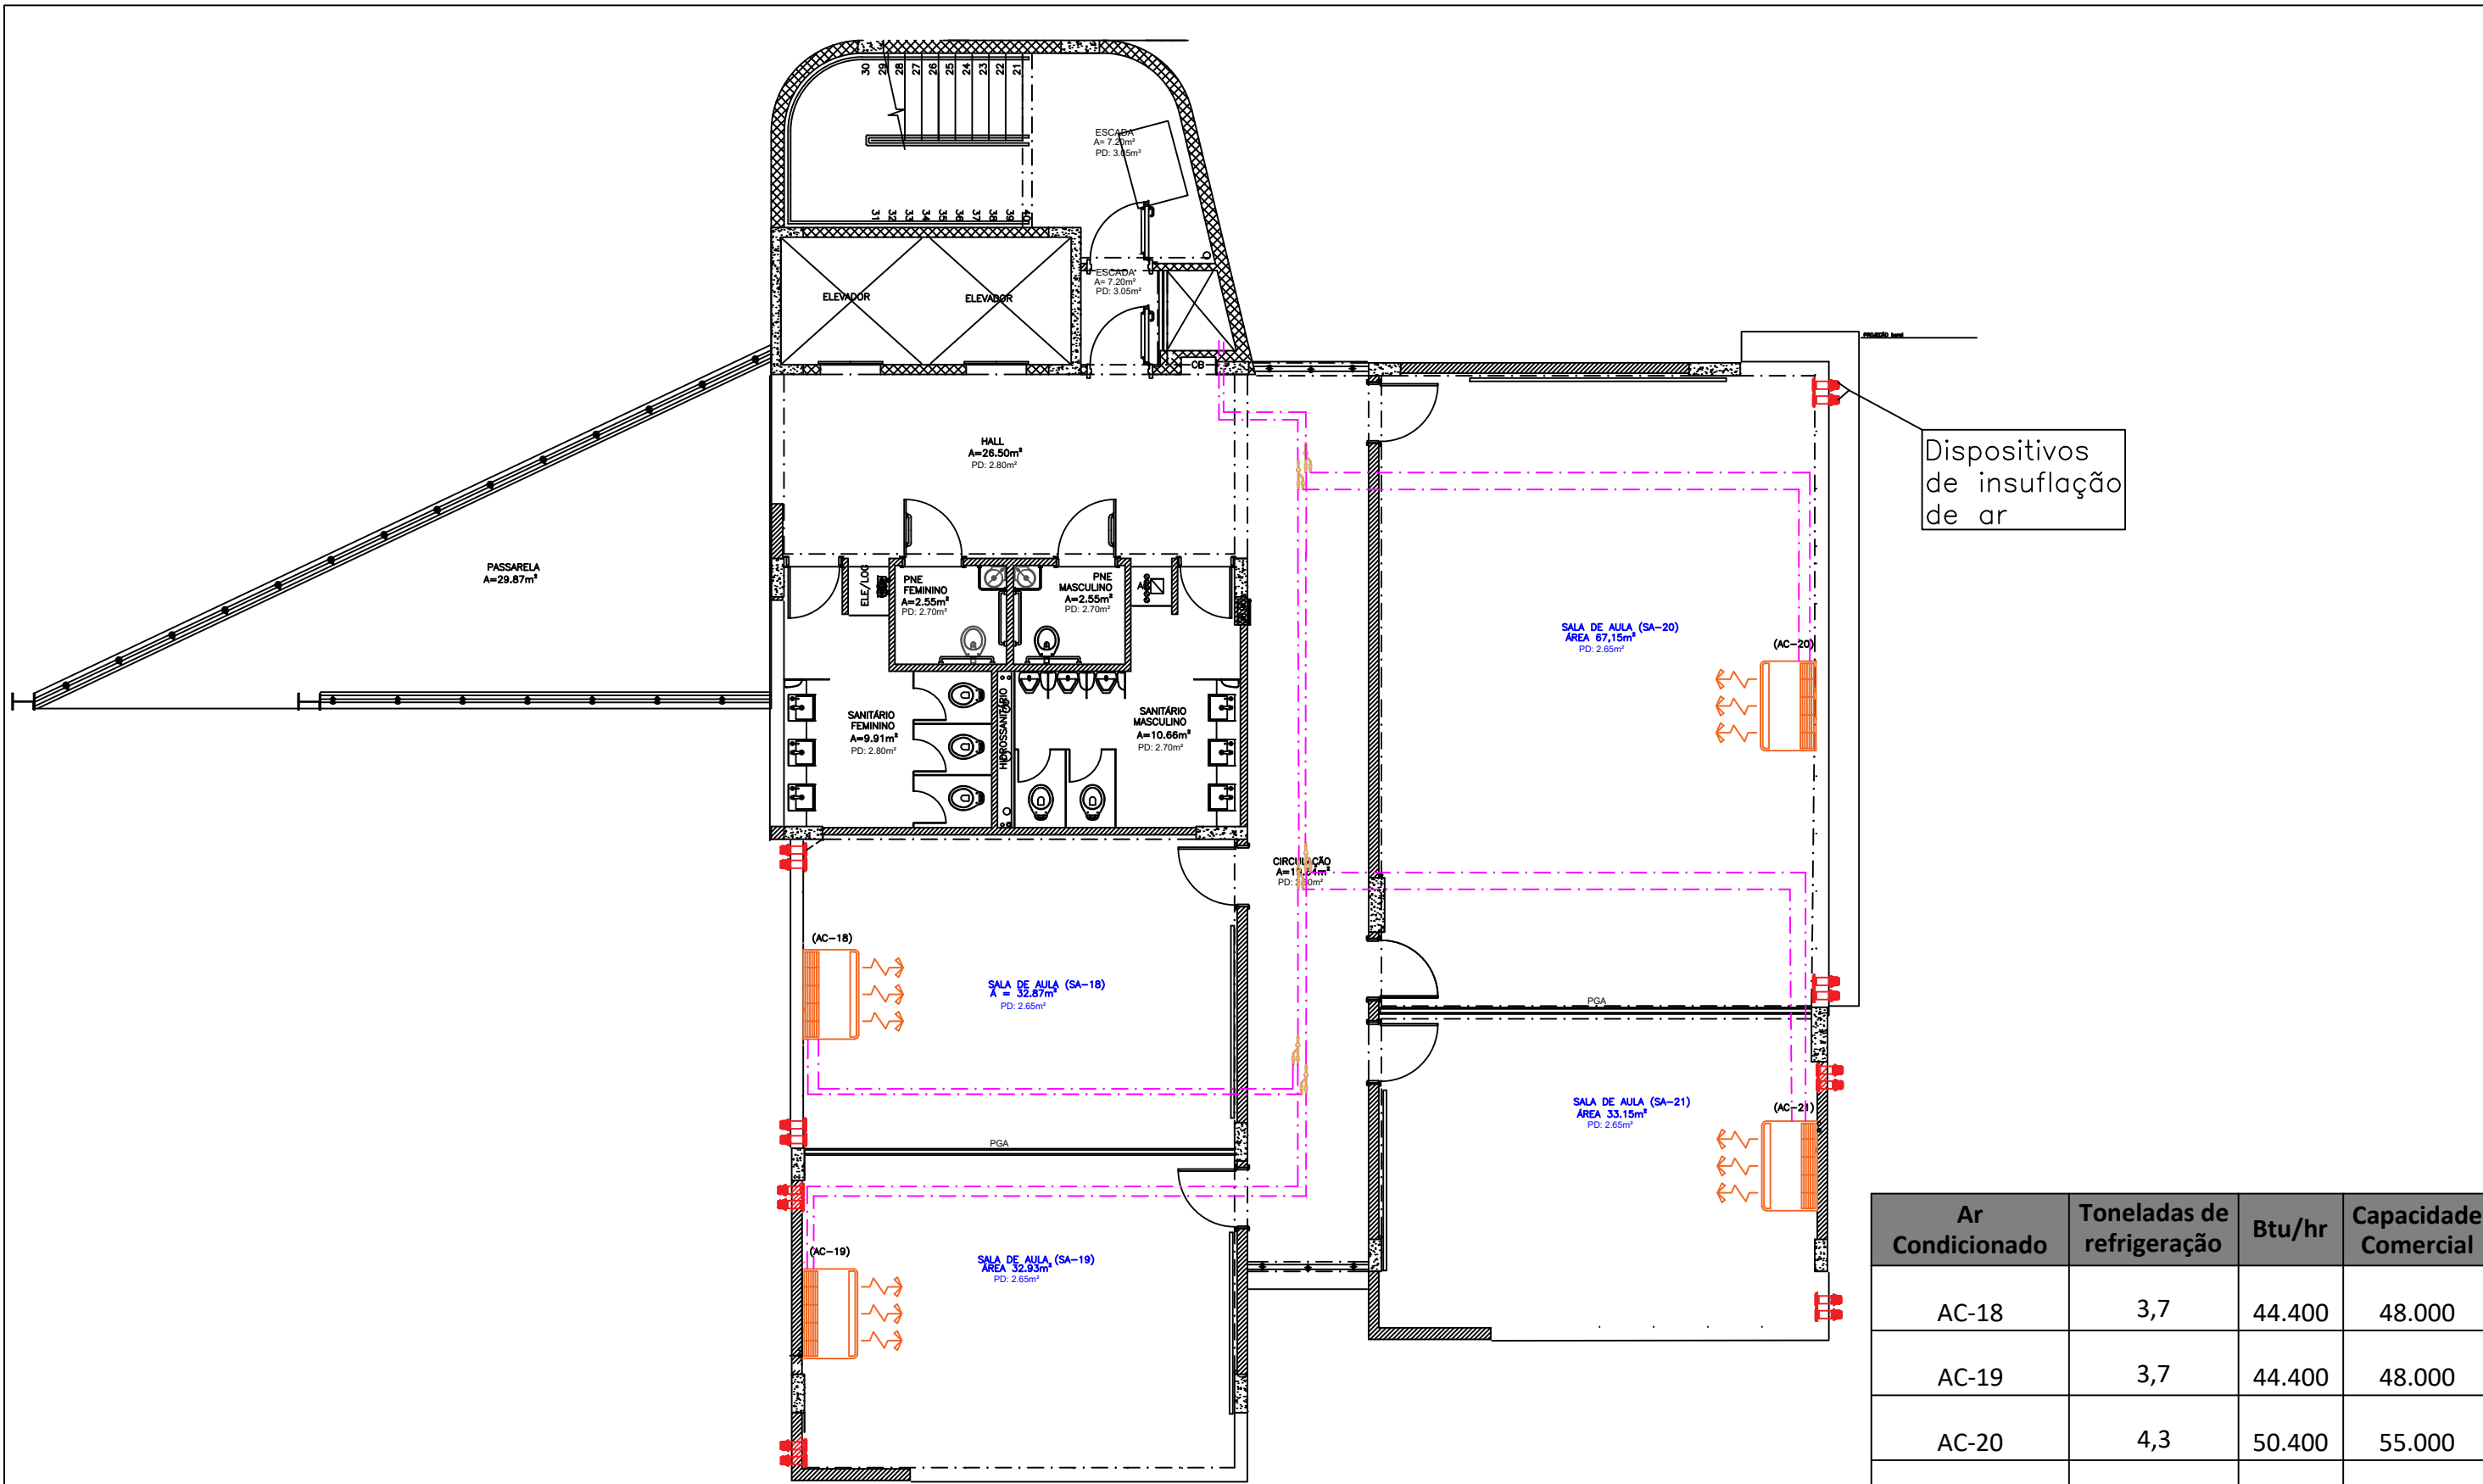 30
29
28
27
26
25
24
23
22
21
ESCADA
A= 7.20m²
PD: 3.05m²
31
32
33
34
35
36
37
38
39
40
ELEVADOR
ELEVADOR
ESCADA
A= 7.20m²
PD: 3.05m²
CB
Dispositivos
de insuflação
de ar
HALL
A=26.50m²
PD: 2.80m²
PASSARELA
A=29.87m²
ELE/LOG
PNE
FEMININO
A=2.55m²
PD: 2.70m²
PNE
MASCULINO
A=2.55m²
PD: 2.70m²
SALA DE AULA (SA-20)
ÁREA 67,15m²
PD: 2.65m²
(AC-20)
SANITÁRIO
FEMININO
A=9.91m²
PD: 2.80m²
HIDROSSANITÁRIO
SANITÁRIO
MASCULINO
A=10.66m²
PD: 2.70m²
CIRCULAÇÃO
(AC-18)
SALA DE AULA (SA-18)
A = 32.87m²
PD: 2.65m²
PGA
PGA
SALA DE AULA (SA-21)
ÁREA 33.15m²
PD: 2.65m²
(AC-21)
(AC-19)
SALA DE AULA (SA-19)
ÁREA 32.93m²
PD: 2.65m²
Ar Condicionado Toneladas de refrigeração Btu/hr Capacidade Comercial
AC-18 3,7 44.400 48.000
AC-19 3,7 44.400 48.000
AC-20 4,3 50.400 55.000